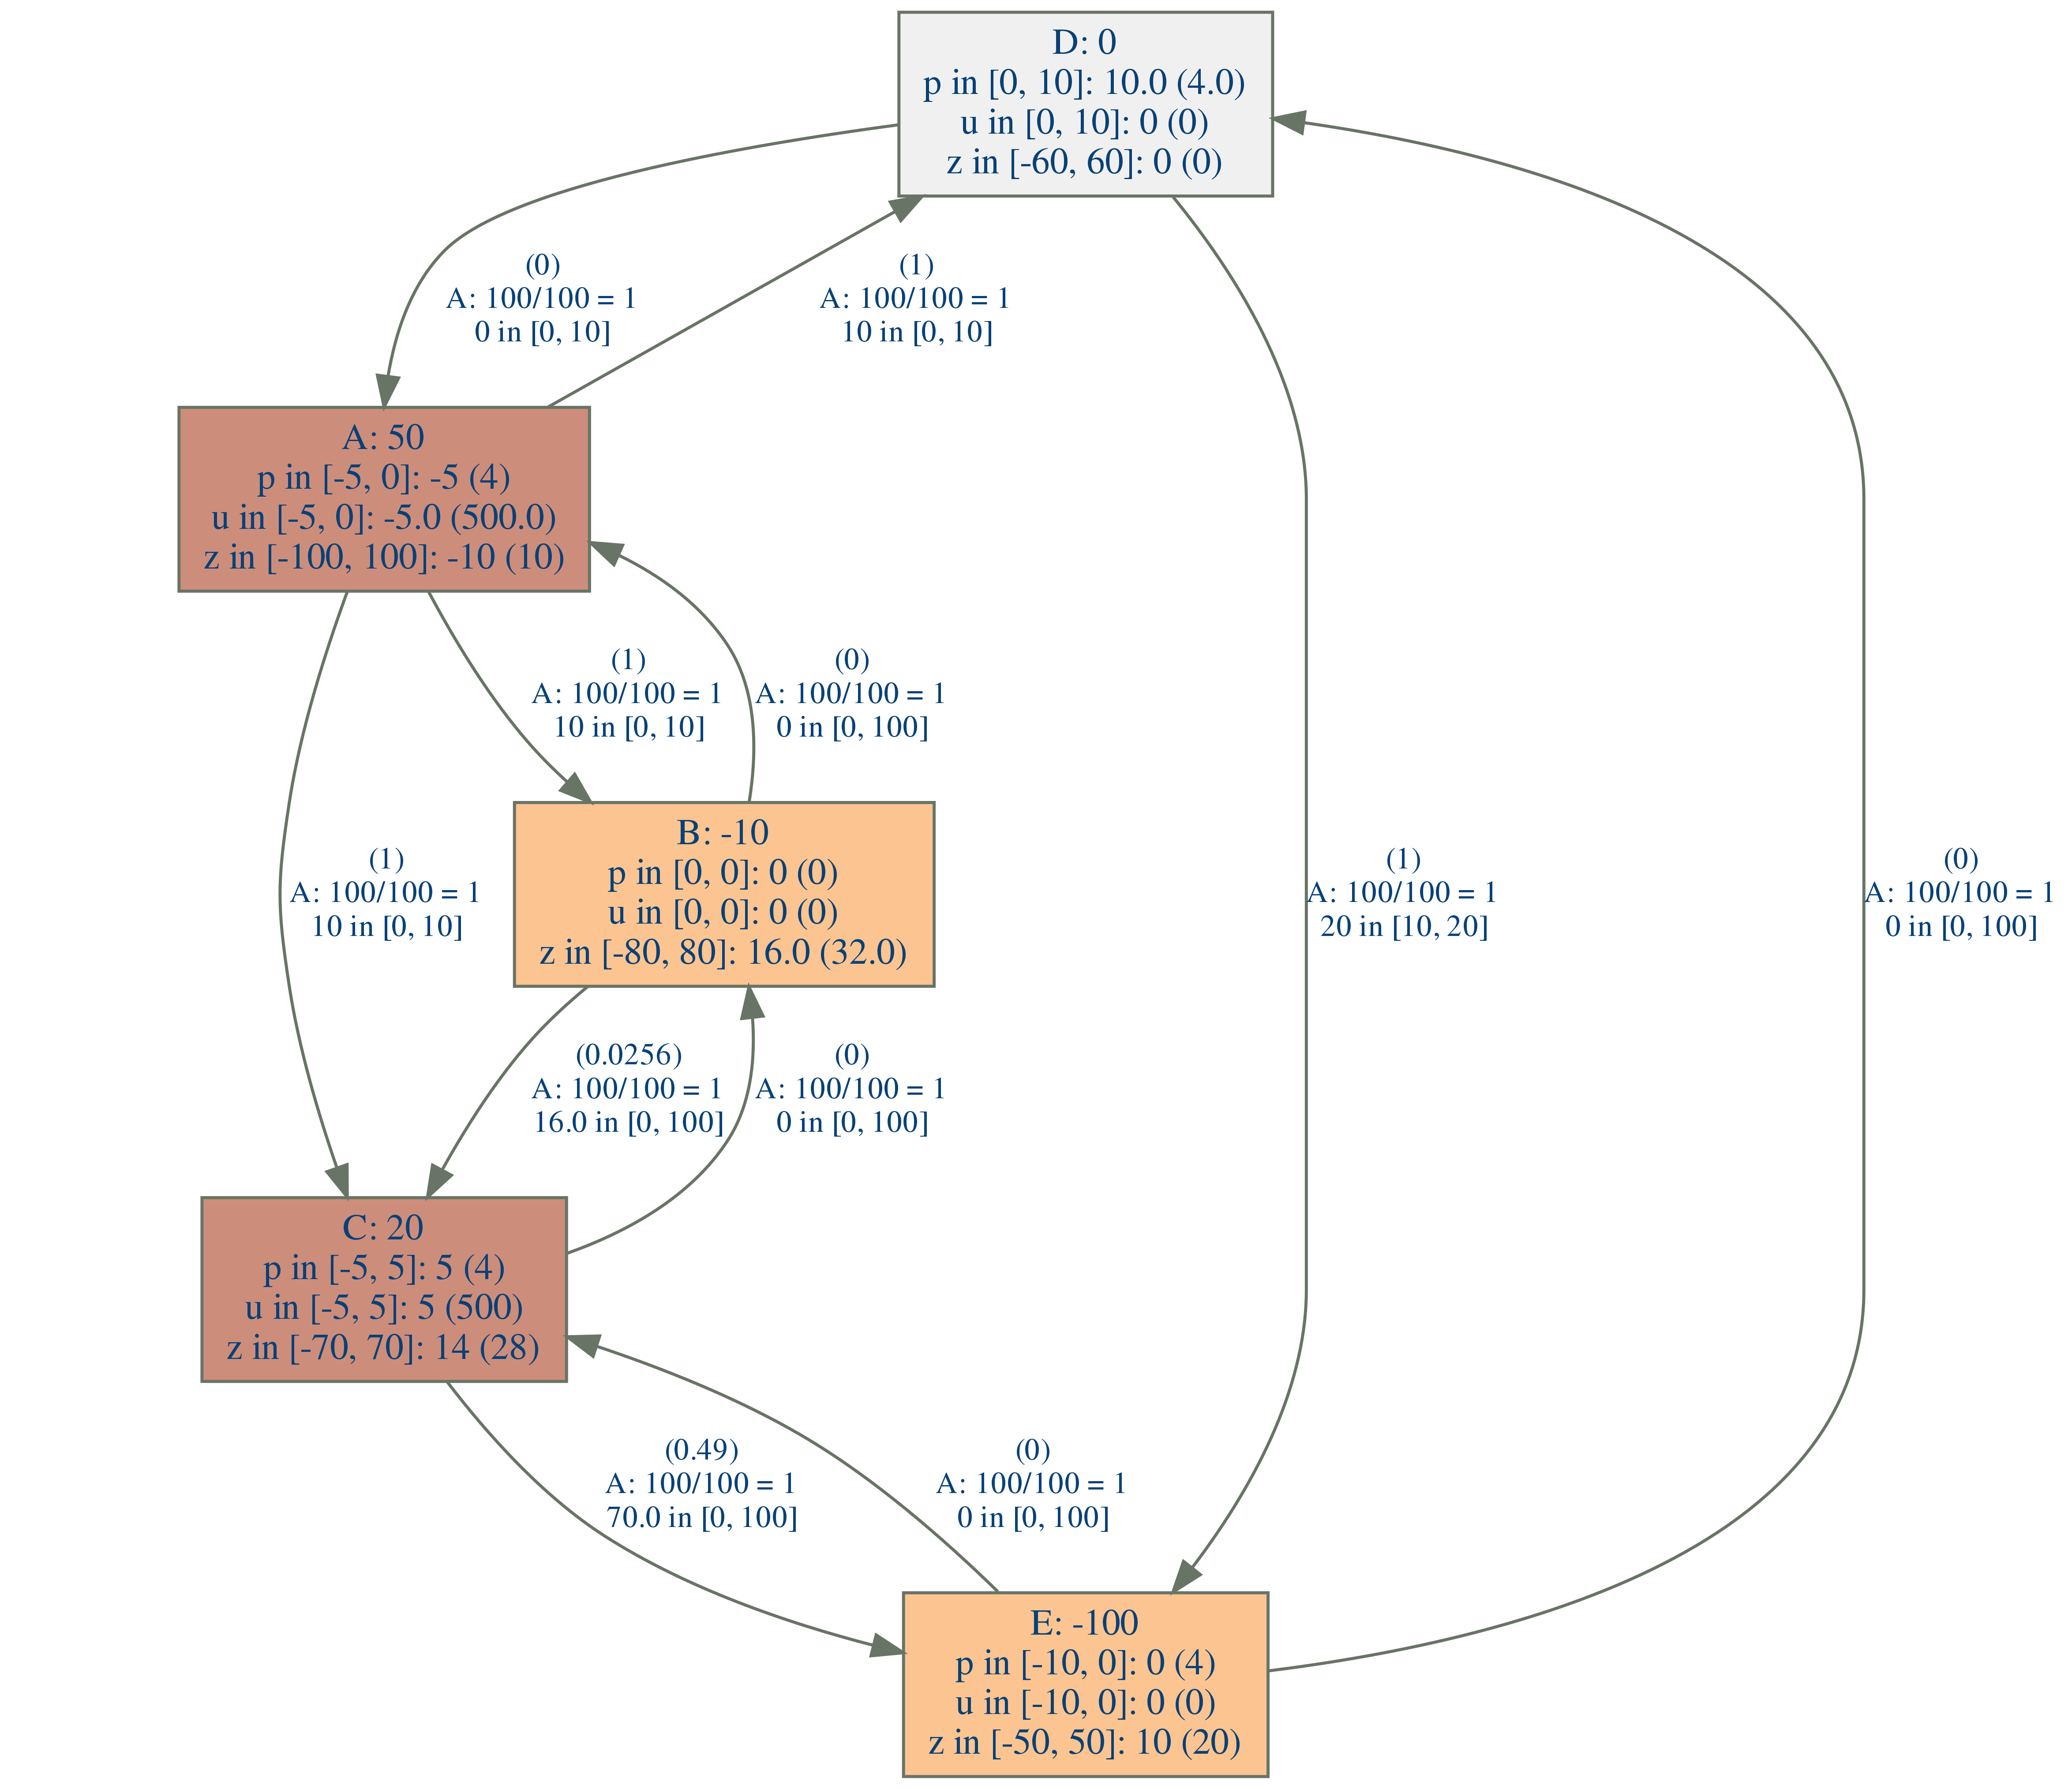 D: 0
p in [0, 10]: 10.0 (4.0)
u in [0, 10]: 0 (0)
z in [-60, 60]: 0 (0)
(0)
A: 100/100 = 1
0 in [0, 10]
(1)
A: 100/100 = 1
10 in [0, 10]
A: 50
p in [-5, 0]: -5 (4)
u in [-5, 0]: -5.0 (500.0)
z in [-100, 100]: -10 (10)
(1)
A: 100/100 = 1
10 in [0, 10]
(0)
A: 100/100 = 1
0 in [0, 100]
B: -10
p in [0, 0]: 0 (0)
u in [0, 0]: 0 (0)
z in [-80, 80]: 16.0 (32.0)
(1)
A: 100/100 = 1
10 in [0, 10]
(1)
A: 100/100 = 1
20 in [10, 20]
(0)
A: 100/100 = 1
0 in [0, 100]
(0.0256)
A: 100/100 = 1
16.0 in [0, 100]
(0)
A: 100/100 = 1
0 in [0, 100]
C: 20
p in [-5, 5]: 5 (4)
u in [-5, 5]: 5 (500)
z in [-70, 70]: 14 (28)
(0.49)
A: 100/100 = 1
70.0 in [0, 100]
(0)
A: 100/100 = 1
0 in [0, 100]
E: -100
p in [-10, 0]: 0 (4)
u in [-10, 0]: 0 (0)
z in [-50, 50]: 10 (20)